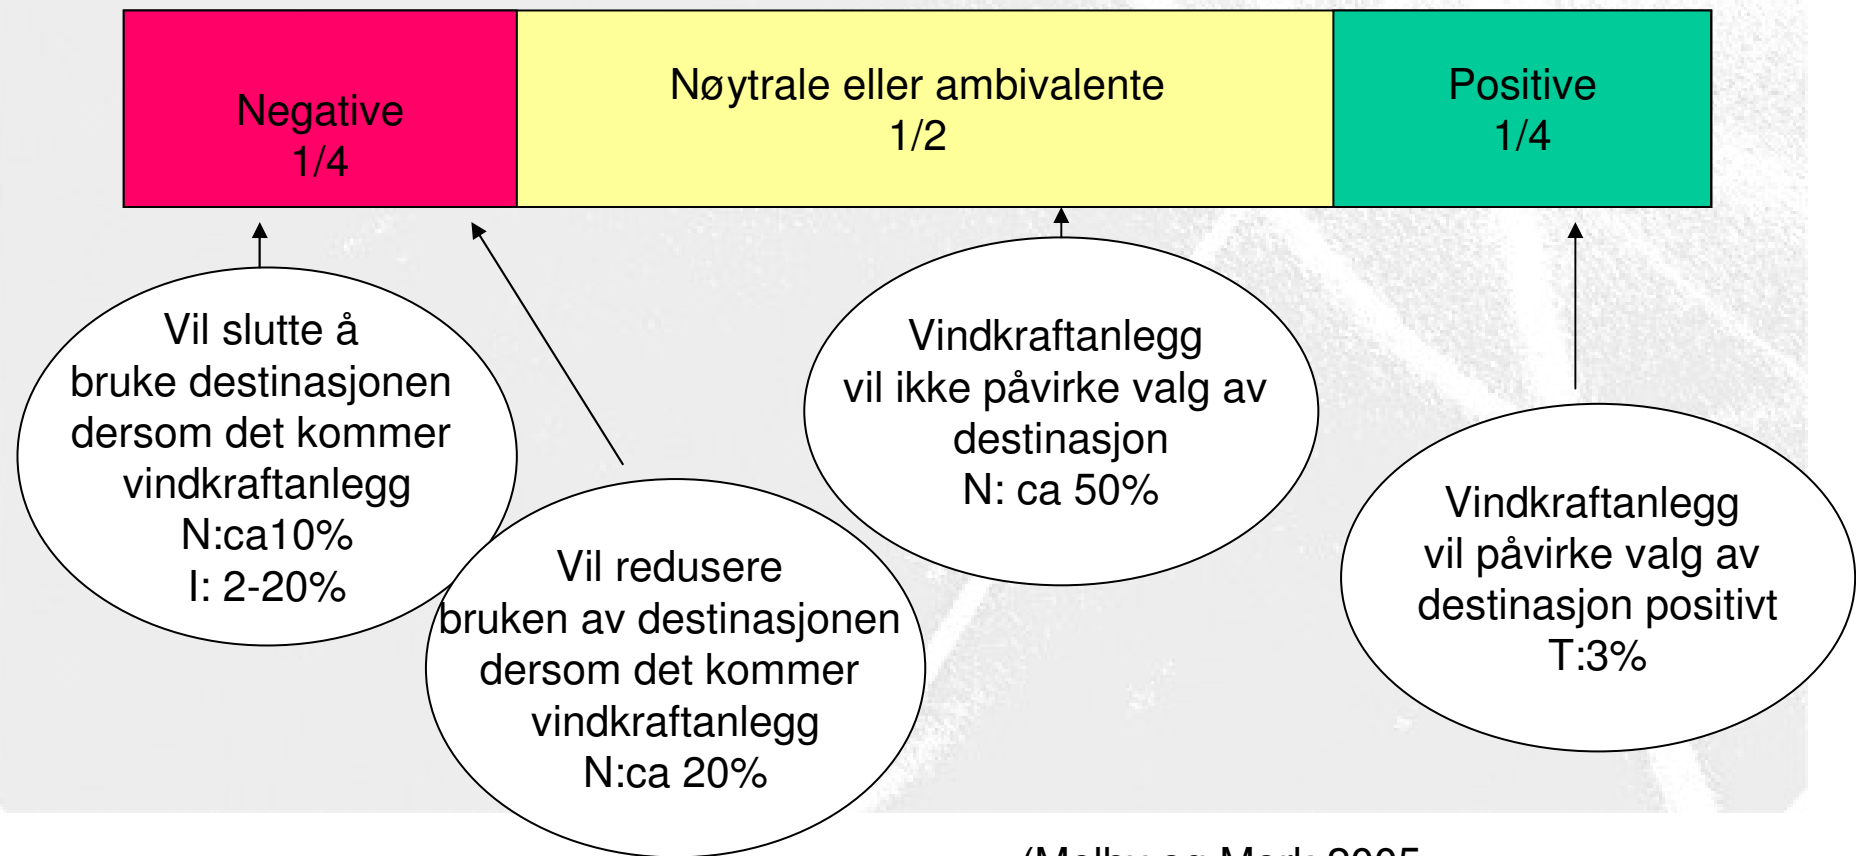 Negative
1/4
Nøytrale eller ambivalente
1/2
Positive
1/4
Vil slutte å
bruke destinasjonen
dersom det kommer
vindkraftanlegg
N:ca10%
I: 2-20%
Vil redusere
bruken av destinasjonen
dersom det kommer
vindkraftanlegg
N:ca 20%
Vindkraftanlegg
vil ikke påvirke valg av
destinasjon
N: ca 50%
Vindkraftanlegg
vil påvirke valg av
destinasjon positivt
T:3%
og 2005